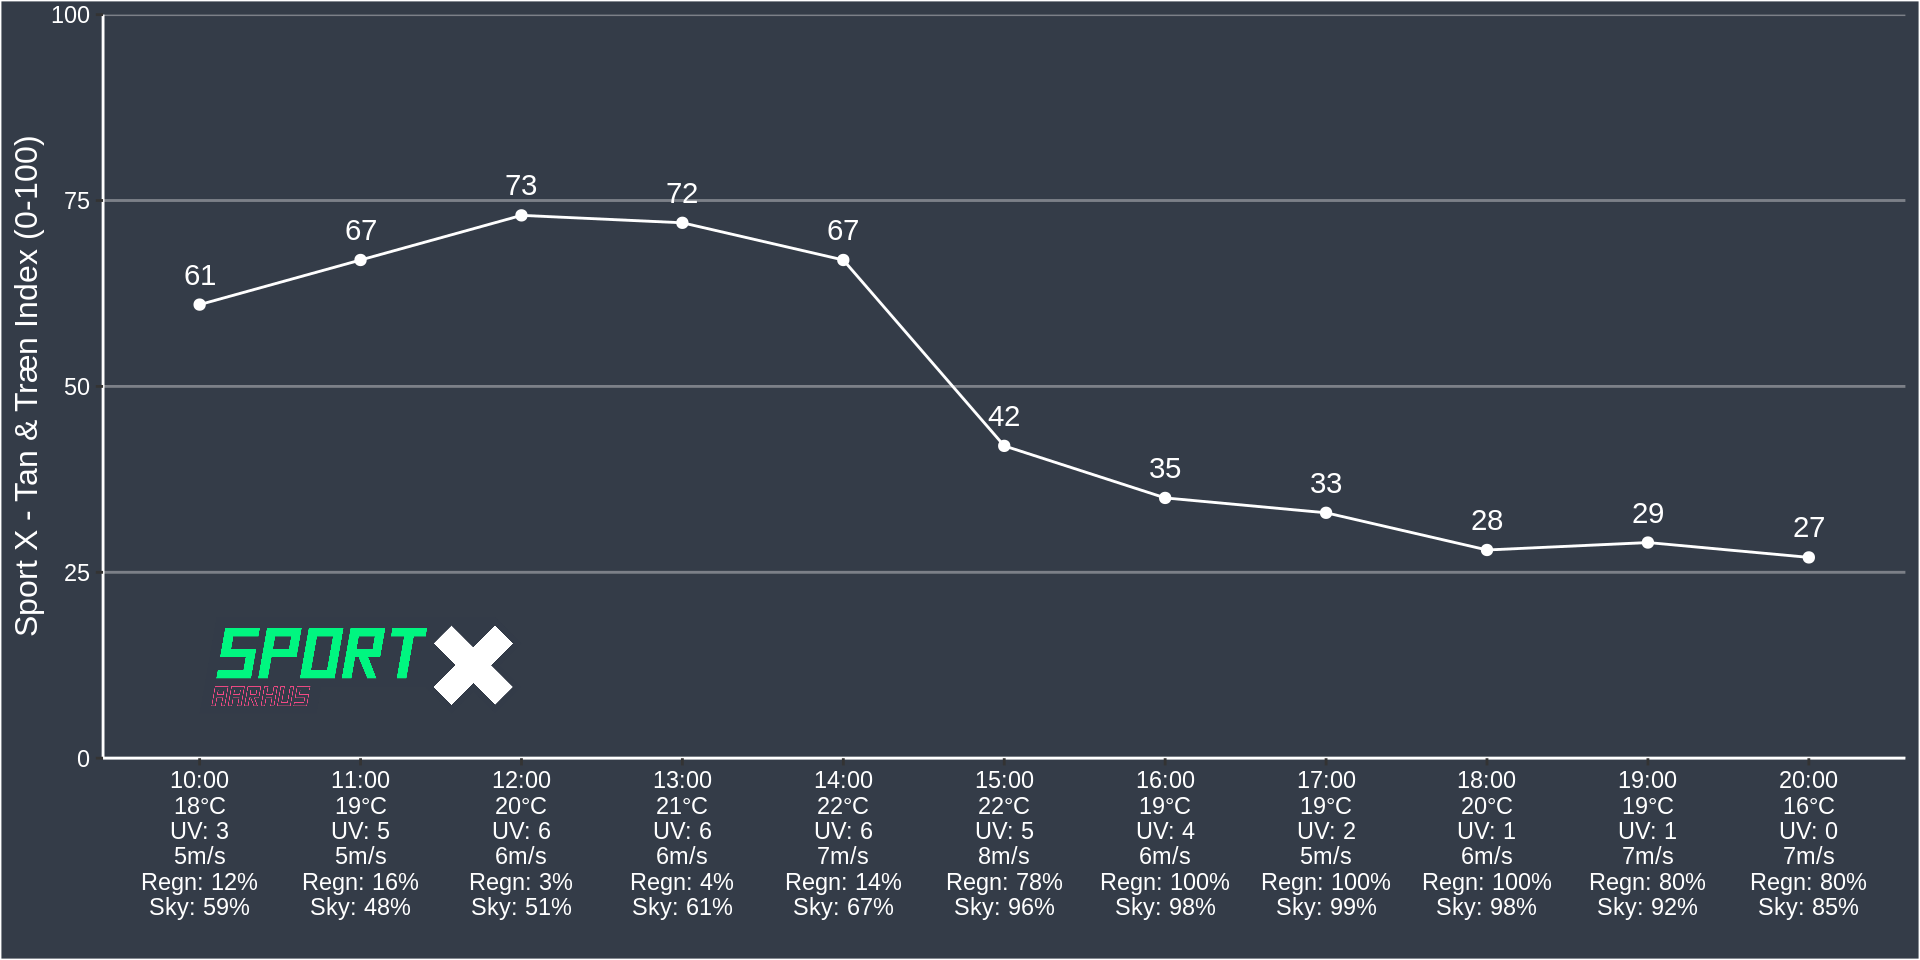 Sport X - Tan & Træn Index (0-100)
100
75
50
25
0
61
67
73
72
67
42
35
33
28
29
27
SPORT X
AARHUS
10:00 11:00 12:00 13:00 14:00 15:00 16:00 17:00 18:00 19:00 20:00
18°C 19°C 20°C 21°C 22°C 22°C 19°C 19°C 20°C 19°C 16°C
UV: 3 UV: 5 UV: 6 UV: 6 UV: 6 UV: 5 UV: 4 UV: 2 UV: 1 UV: 1 UV: 0
5m/s 5m/s 6m/s 6m/s 7m/s 8m/s 6m/s 5m/s 6m/s 7m/s 7m/s
Regn: 12% Regn: 16% Regn: 3% Regn: 4% Regn: 14% Regn: 78% Regn: 100% Regn: 100% Regn: 100% Regn: 80% Regn: 80%
Sky: 59% Sky: 48% Sky: 51% Sky: 61% Sky: 67% Sky: 96% Sky: 98% Sky: 99% Sky: 98% Sky: 92% Sky: 85%